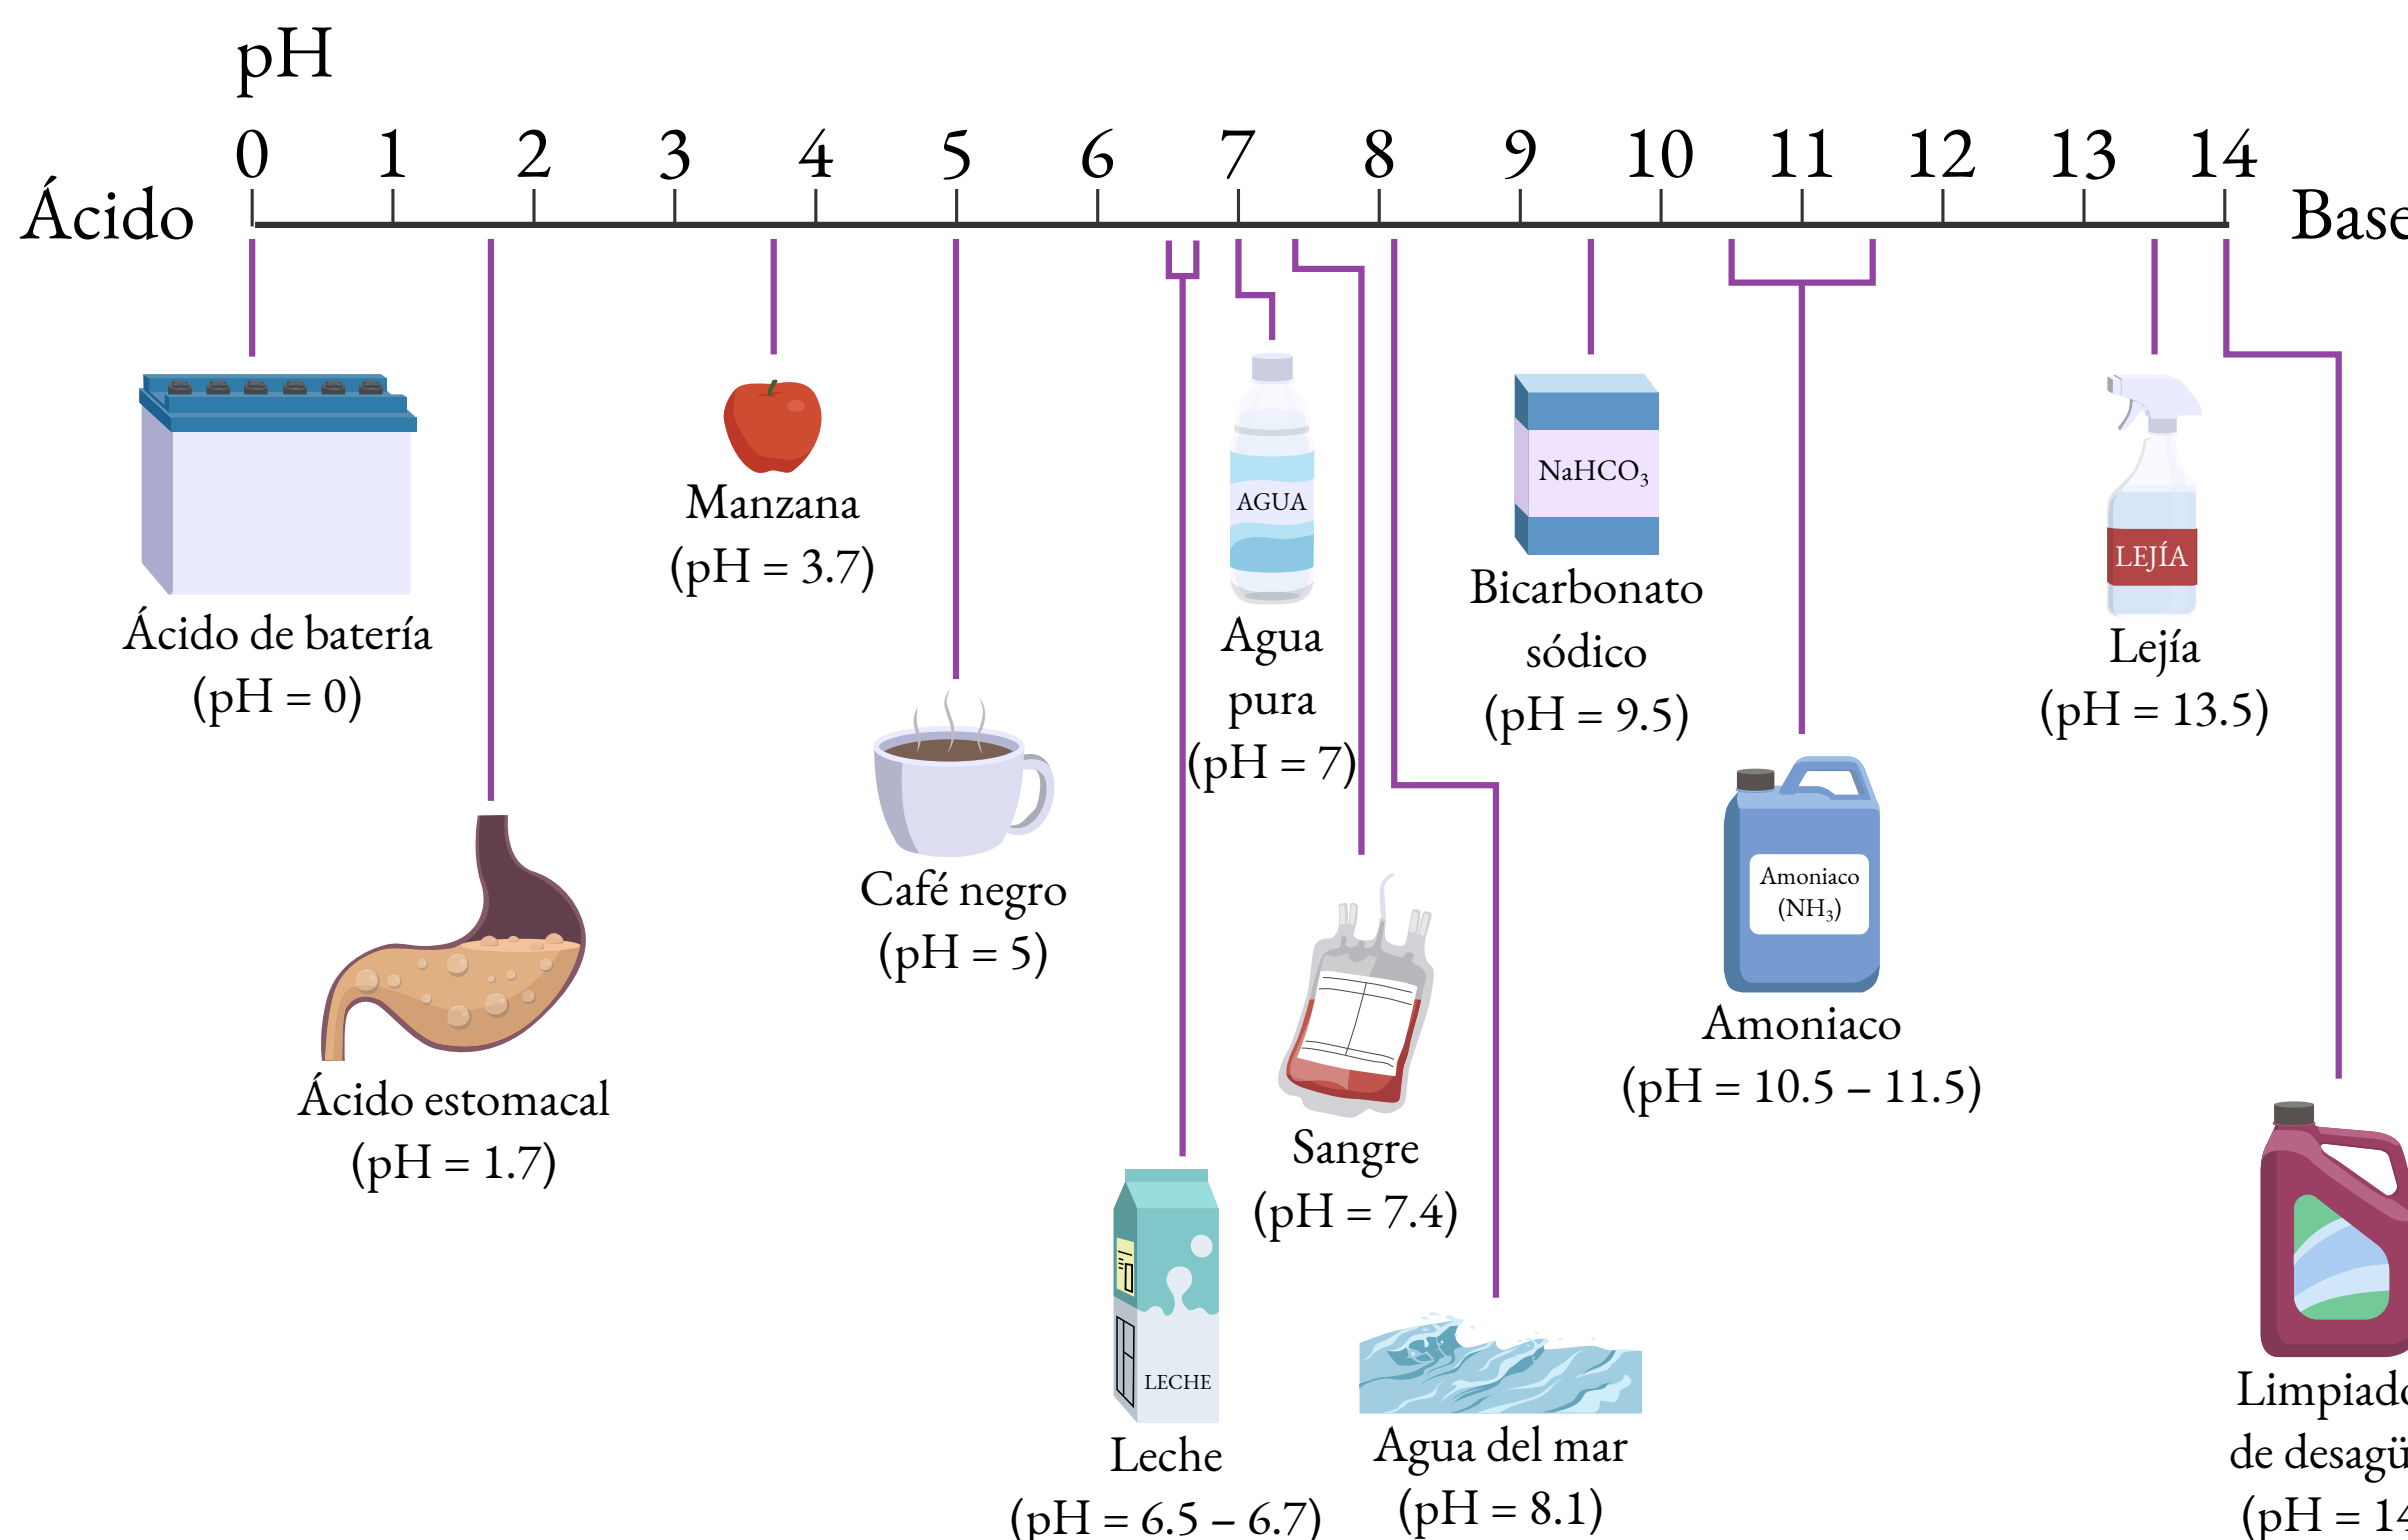 pH
0 1 2 3 4 5 6 7 8 9 10 11 12 13 14
Ácido
Base
Ácido de batería
(pH = 0)
Ácido estomacal
(pH = 1.7)
Manzana
(pH = 3.7)
Café negro
(pH = 5)
LECHE
Leche
(pH = 6.5 – 6.7)
AGUA
Agua
pura
(pH = 7)
Sangre
(pH = 7.4)
Agua del mar
(pH = 8.1)
NaHCO₃
Bicarbonato
sódico
(pH = 9.5)
Amoniaco
(NH₃)
Amoniaco
(pH = 10.5 – 11.5)
LEJÍA
Lejía
(pH = 13.5)
de
(pH = 14